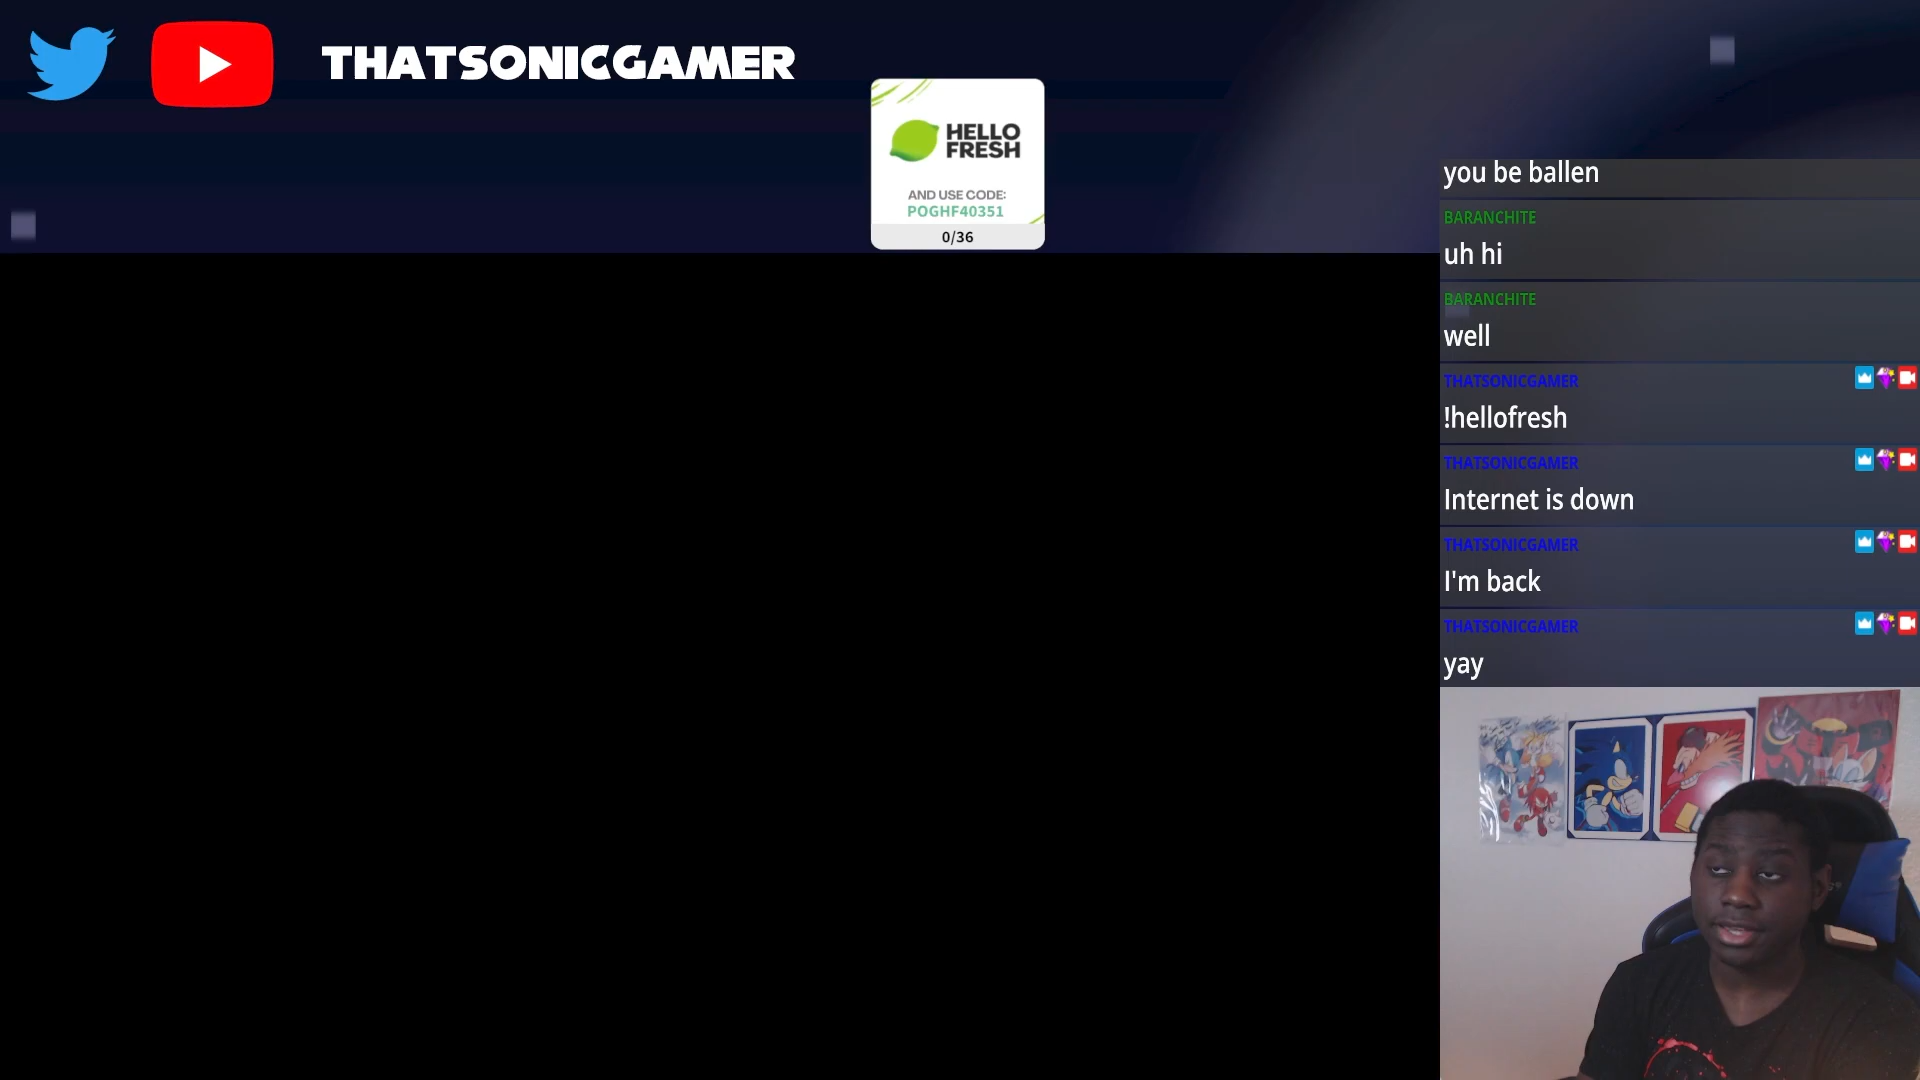 THATSONICGAMER
HELLO
FRESH
AND USE CODE:
POGHF40351
0/36
you be ballen
BARANCHITE
uh hi
BARANCHITE
well
THATSONICGAMER
!hellofresh
THATSONICGAMER
Internet is down
THATSONICGAMER
I'm back
THATSONICGAMER
yay